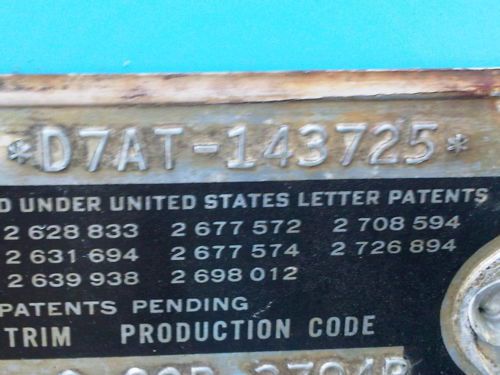 *D7AT-143725*
D UNDER UNITED STATES LETTER PATENTS
2 628 833 2 677 572 2 708 594
2 631 694 2 677 574 2 726 894
2 639 938 2 698 012
PATENTS PENDING
TRIM PRODUCTION CODE